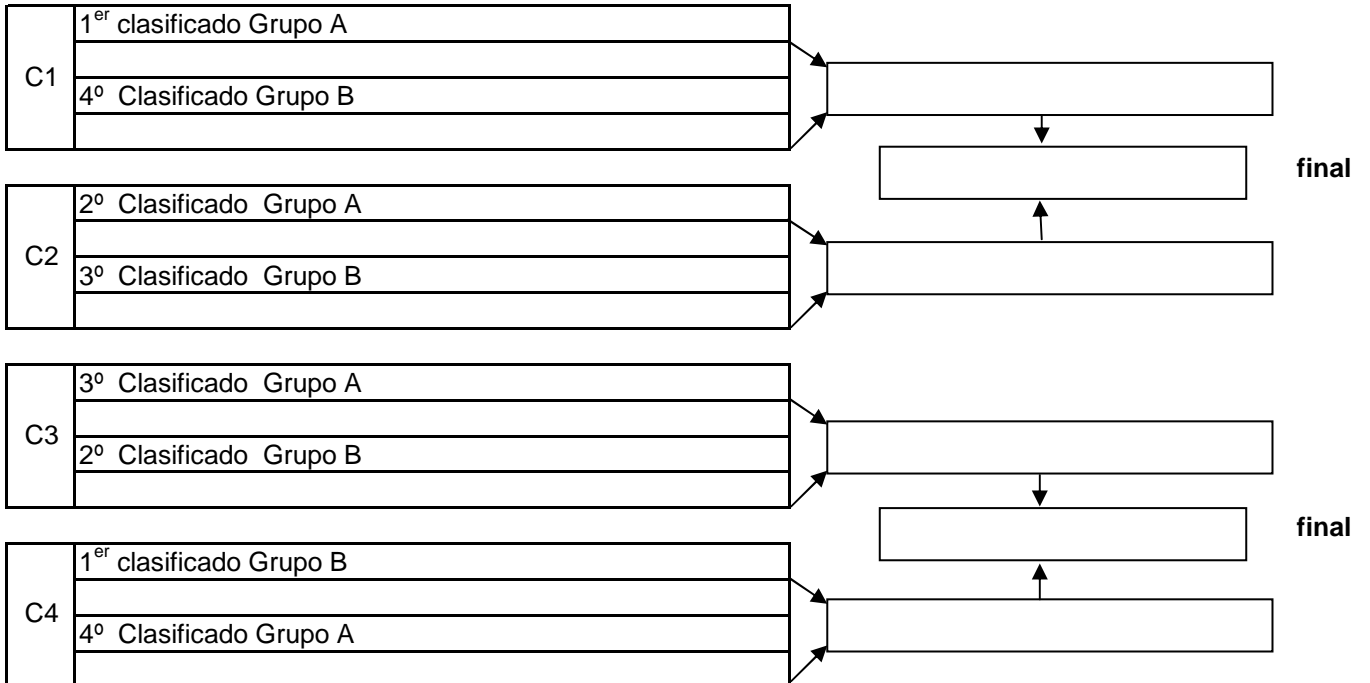 1er clasificado Grupo A
C1
4º Clasificado Grupo B
final
2º Clasificado Grupo A
C2
3º Clasificado Grupo B
3º Clasificado Grupo A
C3
2º Clasificado Grupo B
final
1er clasificado Grupo B
C4
4º Clasificado Grupo A